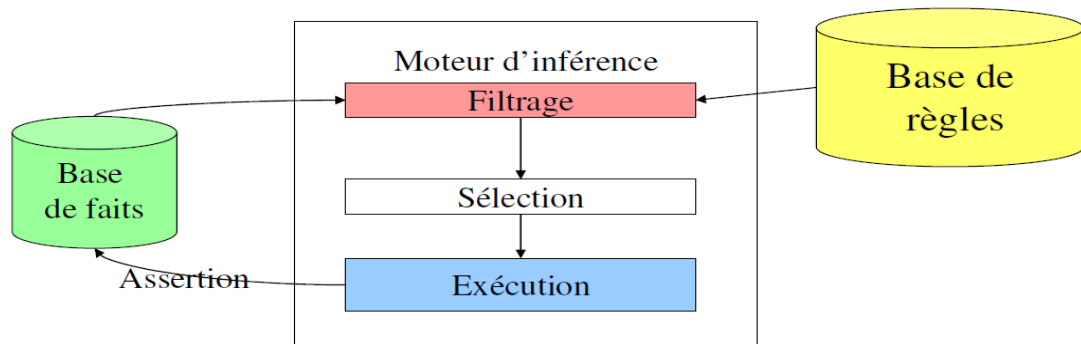 Moteur d'inférence
Filtrage
Base de
règles
Base
de faits
Sélection
Assertion
Exécution